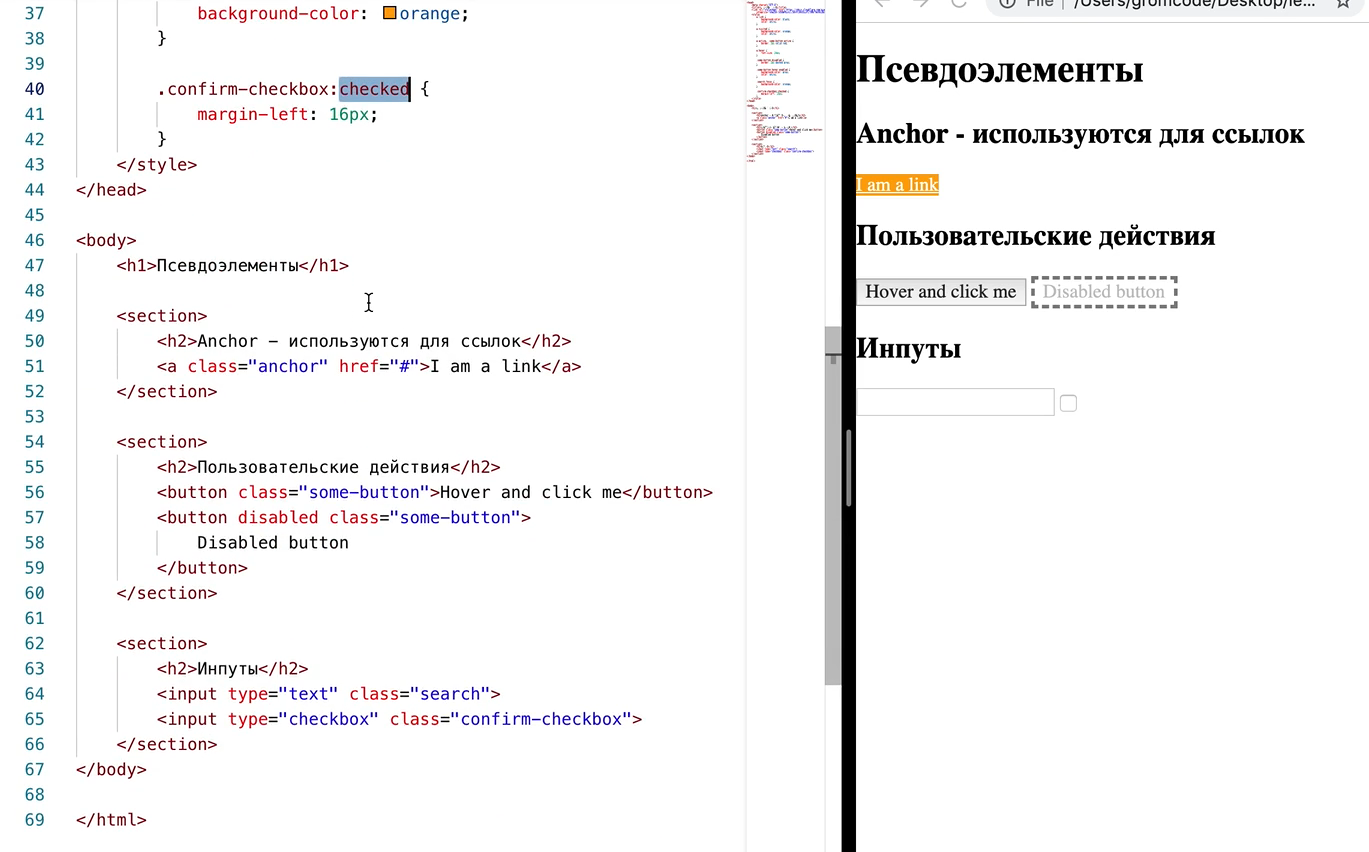 37 background-color: orange;
38 }
39
40 .confirm-checkbox:checked {
41 margin-left: 16px;
42 }
43 </style>
44 </head>
45
46 <body>
47 <h1>Псевдоэлементы</h1>
48
49 <section>
50 <h2>Anchor – используются для ссылок</h2>
51 <a class="anchor" href="#">I am a link</a>
52 </section>
53
54 <section>
55 <h2>Пользовательские действия</h2>
56 <button class="some-button">Hover and click me</button>
57 <button disabled class="some-button">
58 Disabled button
59 </button>
60 </section>
61
62 <section>
63 <h2>Инпуты</h2>
64 <input type="text" class="search">
65 <input type="checkbox" class="confirm-checkbox">
66 </section>
67 </body>
68
69 </html>
File | /Users/gromcode/Desktop/le...
Псевдоэлементы
Anchor - используются для ссылок
I am a link
Пользовательские действия
Hover and click me Disabled button
Инпуты